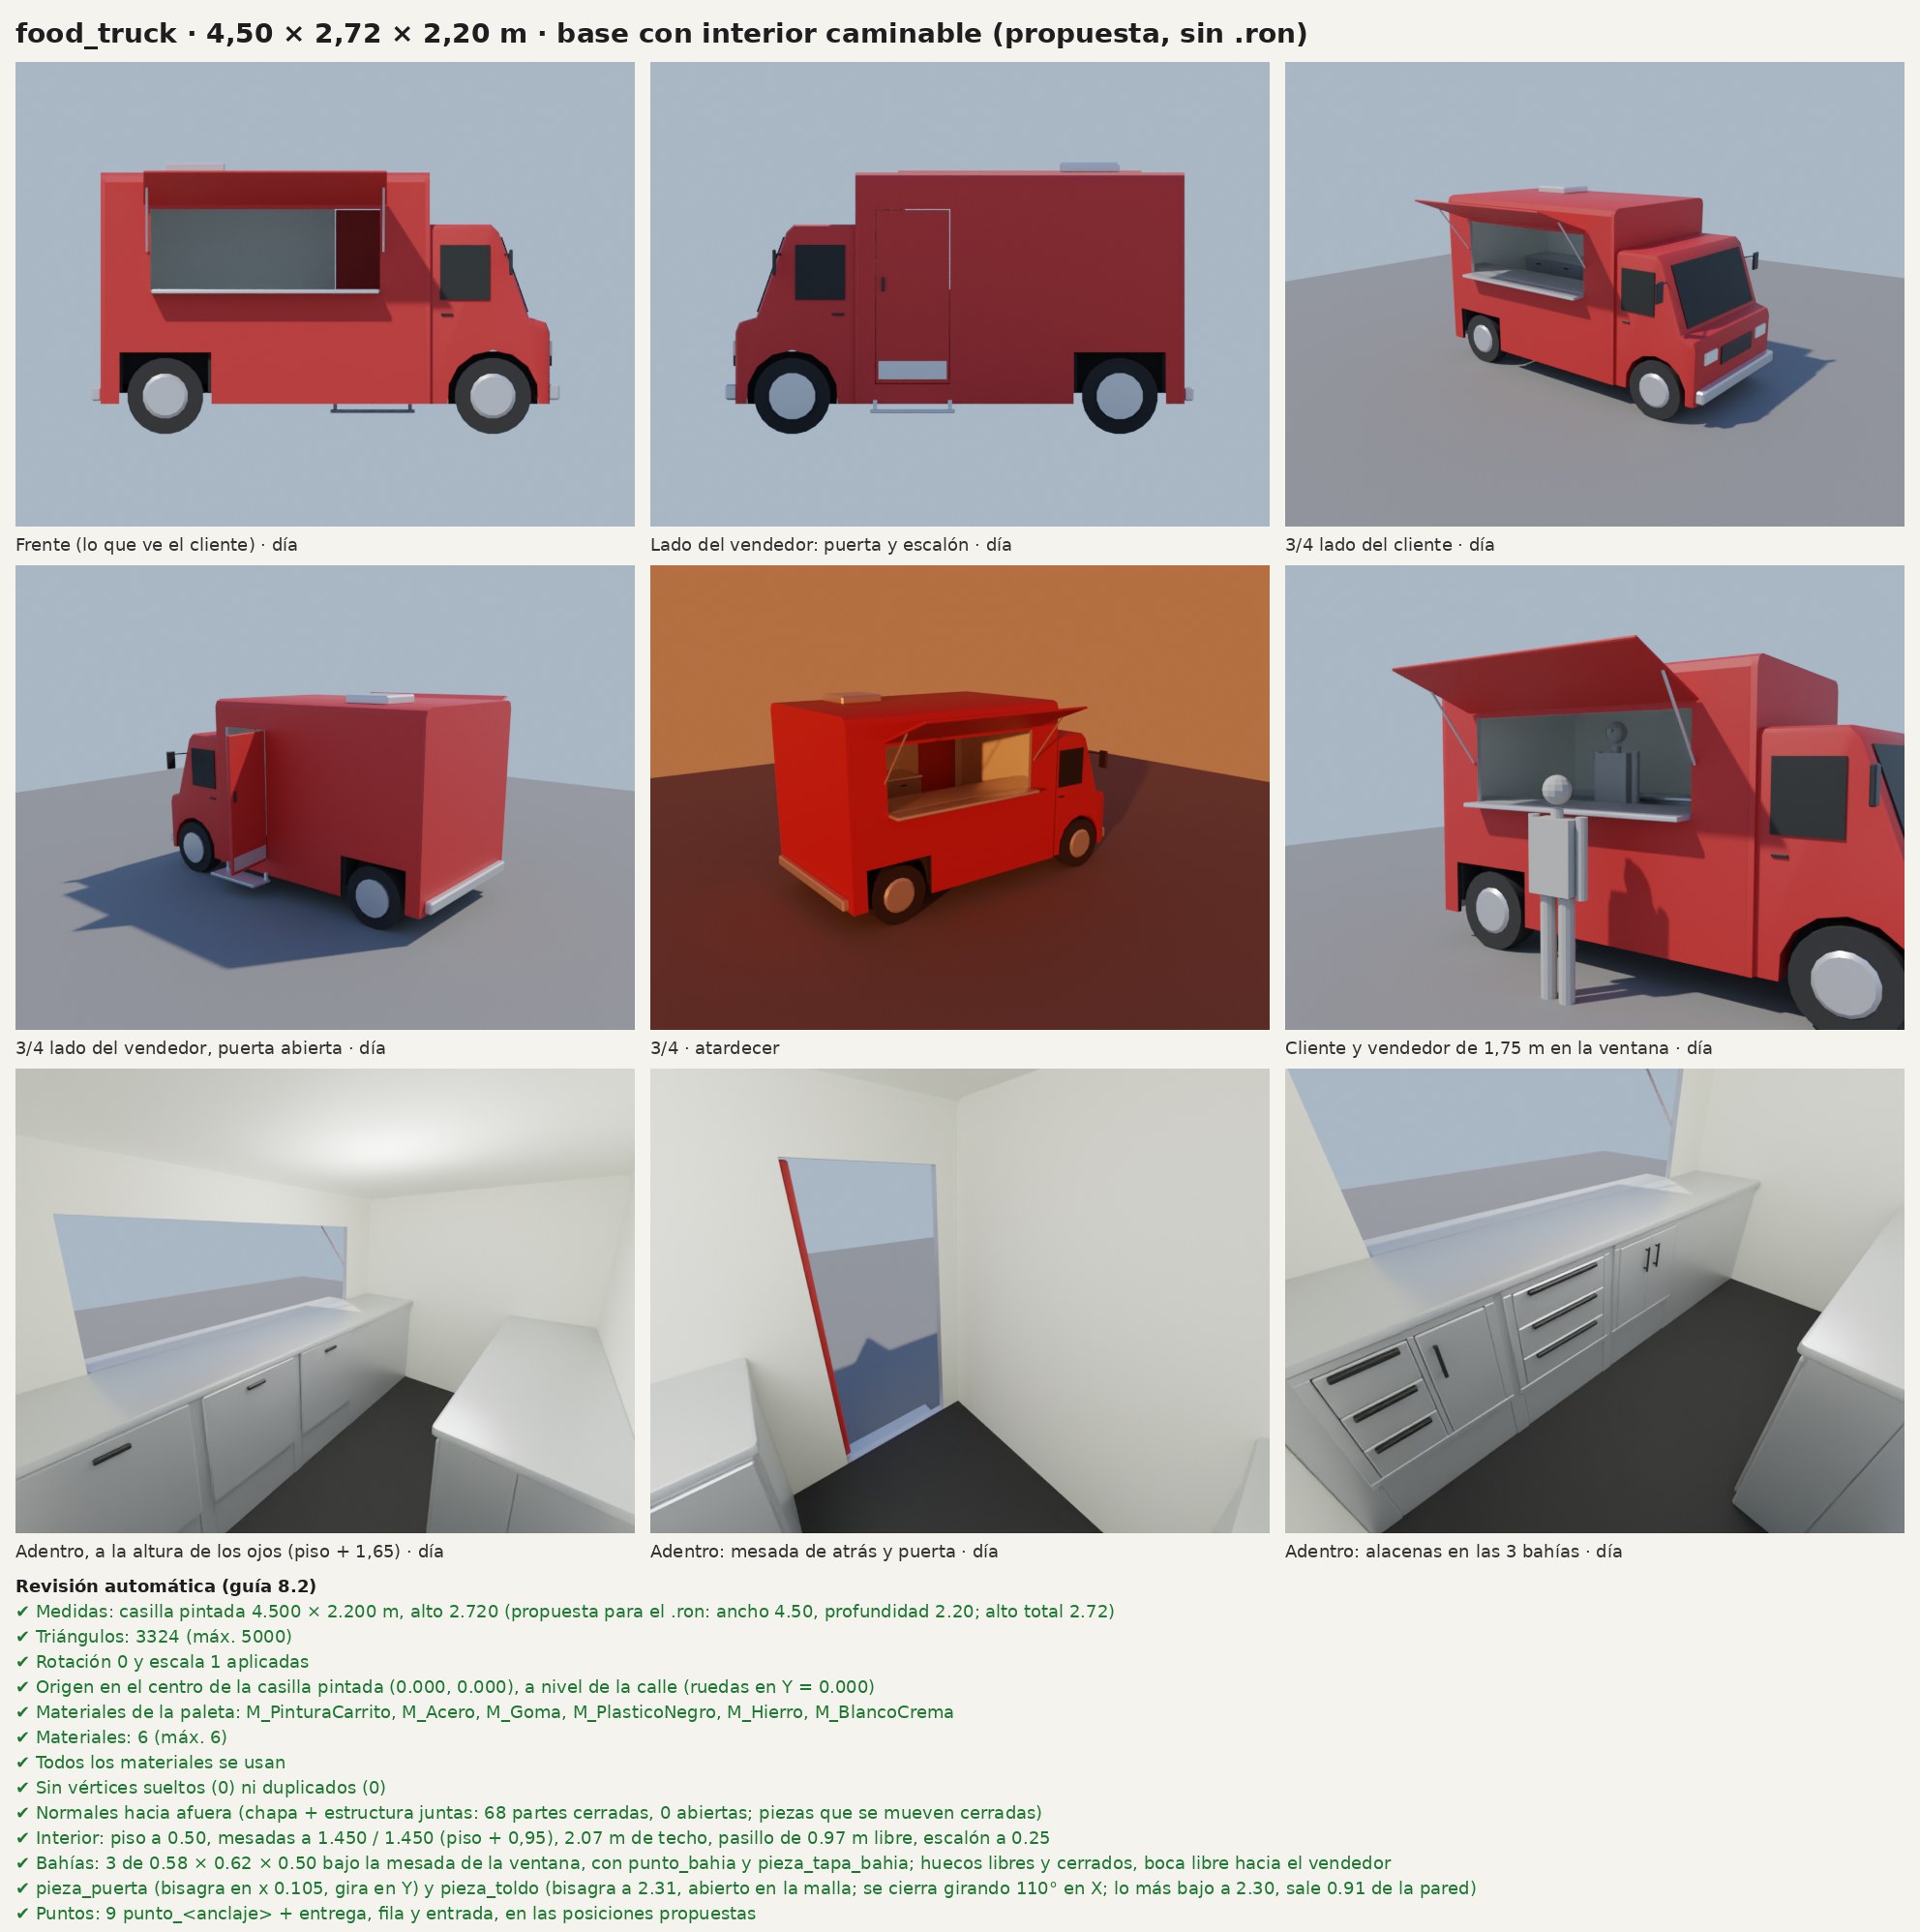 food_truck · 4,50 × 2,72 × 2,20 m · base con interior caminable (propuesta, sin .ron)
Frente (lo que ve el cliente) · día
Lado del vendedor: puerta y escalón · día
3/4 lado del cliente · día
3/4 lado del vendedor, puerta abierta · día
3/4 · atardecer
Cliente y vendedor de 1,75 m en la ventana · día
Adentro, a la altura de los ojos (piso + 1,65) · día
Adentro: mesada de atrás y puerta · día
Adentro: alacenas en las 3 bahías · día
Revisión automática (guía 8.2)
✔ Medidas: casilla pintada 4.500 × 2.200 m, alto 2.720 (propuesta para el .ron: ancho 4.50, profundidad 2.20; alto total 2.72)
✔ Triángulos: 3324 (máx. 5000)
✔ Rotación 0 y escala 1 aplicadas
✔ Origen en el centro de la casilla pintada (0.000, 0.000), a nivel de la calle (ruedas en Y = 0.000)
✔ Materiales de la paleta: M_PinturaCarrito, M_Acero, M_Goma, M_PlasticoNegro, M_Hierro, M_BlancoCrema
✔ Materiales: 6 (máx. 6)
✔ Todos los materiales se usan
✔ Sin vértices sueltos (0) ni duplicados (0)
✔ Normales hacia afuera (chapa + estructura juntas: 68 partes cerradas, 0 abiertas; piezas que se mueven cerradas)
✔ Interior: piso a 0.50, mesadas a 1.450 / 1.450 (piso + 0,95), 2.07 m de techo, pasillo de 0.97 m libre, escalón a 0.25
✔ Bahías: 3 de 0.58 × 0.62 × 0.50 bajo la mesada de la ventana, con punto_bahia y pieza_tapa_bahia; huecos libres y cerrados, boca libre hacia el vendedor
✔ pieza_puerta (bisagra en x 0.105, gira en Y) y pieza_toldo (bisagra a 2.31, abierto en la malla; se cierra girando 110° en X; lo más bajo a 2.30, sale 0.91 de la pared)
✔ Puntos: 9 punto_<anclaje> + entrega, fila y entrada, en las posiciones propuestas